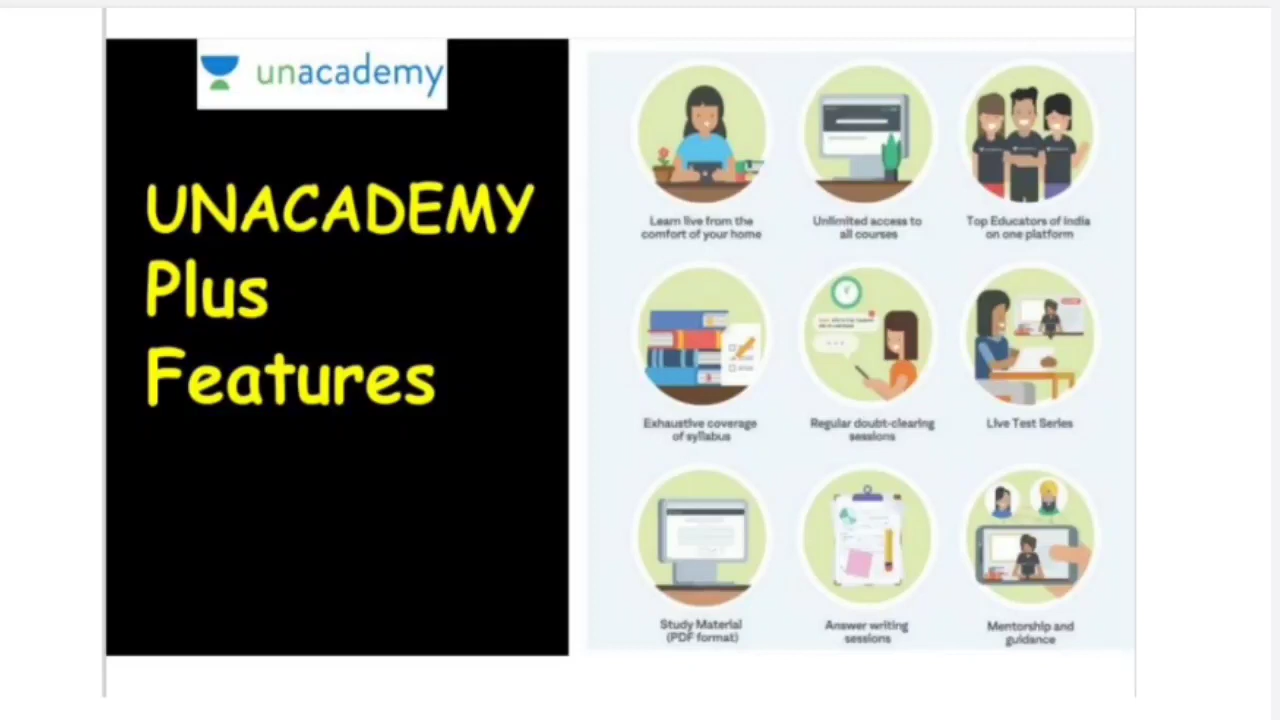 unacademy
UNACADEMY
Plus
Features
Learn live from the
comfort of your home
Unlimited access to
all courses
Top Educators of India
on one platform
Exhaustive coverage
of syllabus
Regular doubt-clearing
sessions
Live Test Series
Study Material
(PDF format)
Answer writing
sessions
Mentorship and
guidance